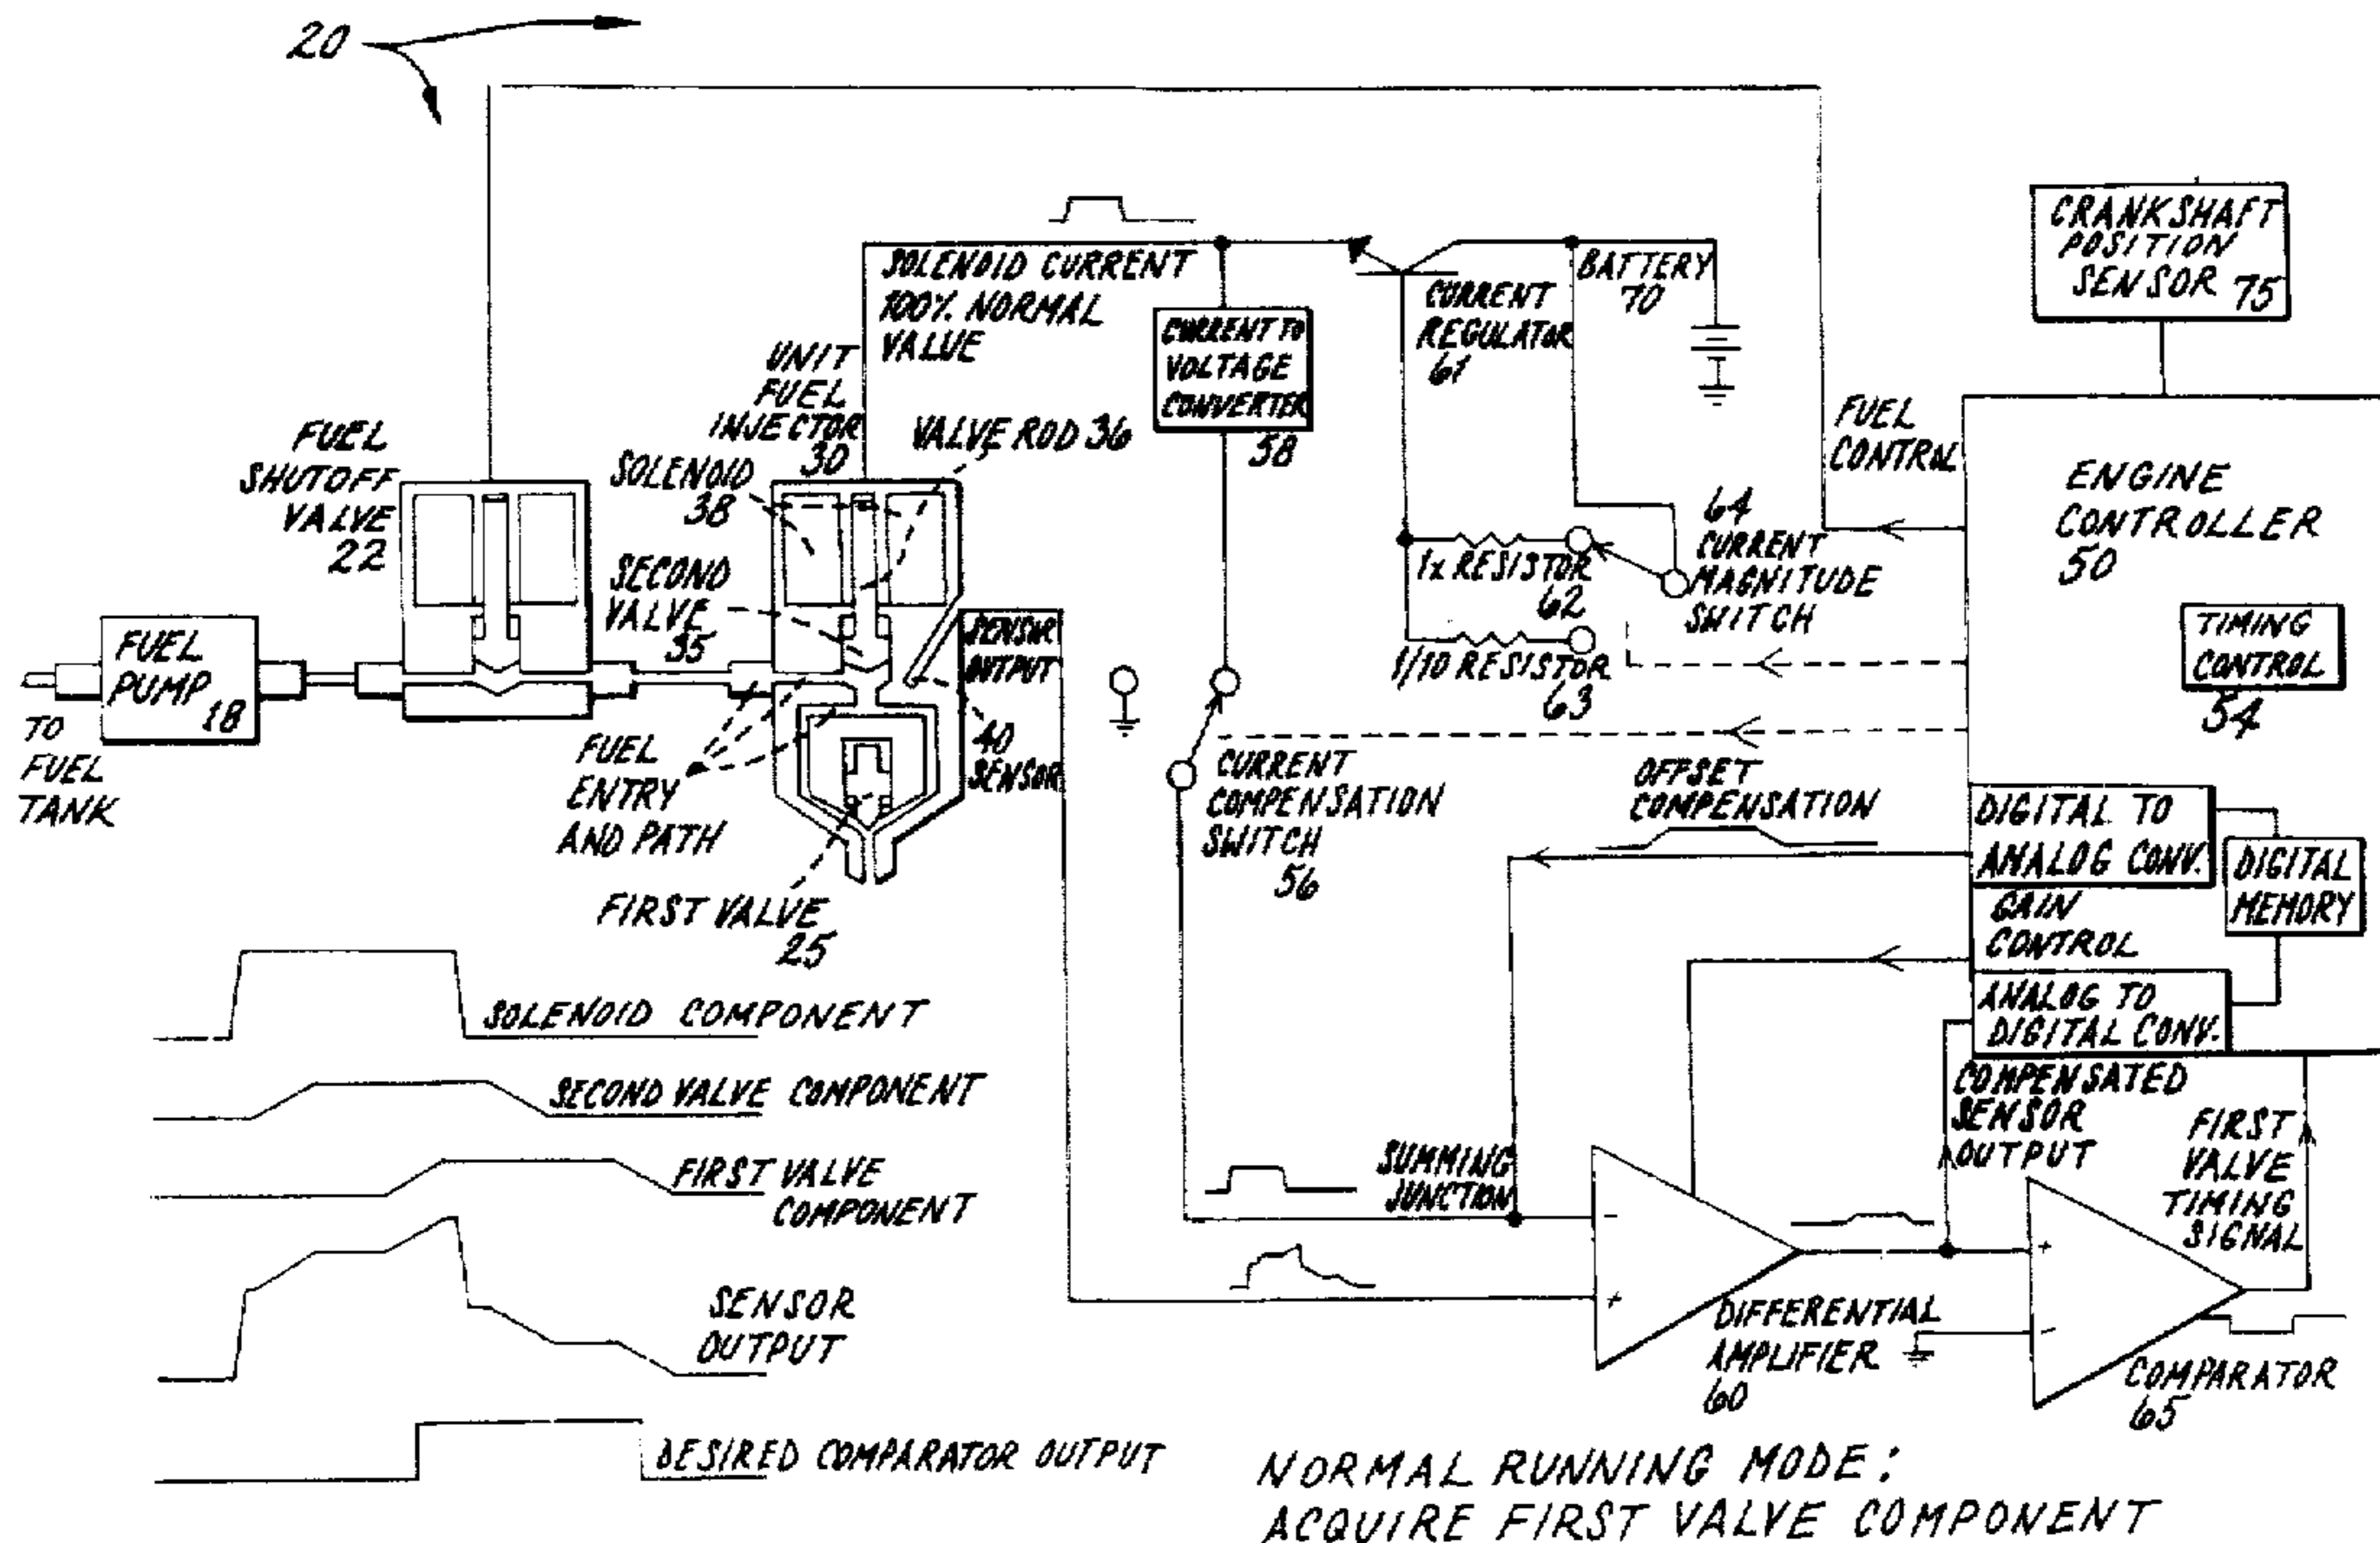 20
CRANKSHAFT
POSITION
SENSOR 75
SOLENOID CURRENT
100% NORMAL
VALUE
BATTERY
70
CURRENT
REGULATOR
61
CURRENT TO
VOLTAGE
CONVERTER
58
UNIT
FUEL
INJECTOR
30
VALVE ROD 36
FUEL
SHUTOFF
VALVE
22
SOLENOID
38
SECOND
VALVE
35
FUEL
CONTROL
ENGINE
CONTROLLER
50
64
CURRENT
MAGNITUDE
SWITCH
1x RESISTOR
62
1/10 RESISTOR
63
TIMING
CONTROL
54
FUEL
PUMP
18
TO
FUEL
TANK
SENSOR
OUTPUT
40
SENSOR
FUEL
ENTRY
AND PATH
FIRST VALVE
25
CURRENT
COMPENSATION
SWITCH
56
OFFSET
COMPENSATION
DIGITAL TO
ANALOG CONV.
DIGITAL
MEMORY
GAIN
CONTROL
ANALOG TO
DIGITAL CONV.
COMPENSATED
SENSOR
OUTPUT
FIRST
VALVE
TIMING
SIGNAL
SOLENOID COMPONENT
SECOND VALVE COMPONENT
FIRST VALVE
COMPONENT
SENSOR
OUTPUT
DESIRED COMPARATOR OUTPUT
SUMMING
JUNCTION
-
+
DIFFERENTIAL
AMPLIFIER
60
+
-
COMPARATOR
65
NORMAL RUNNING MODE:
ACQUIRE FIRST VALVE COMPONENT